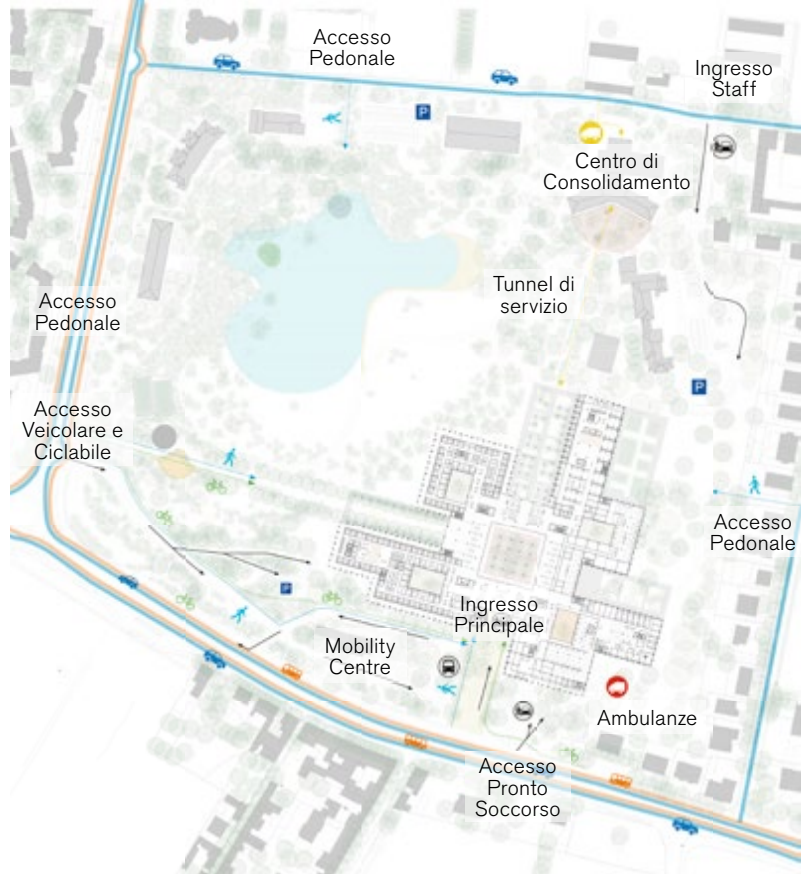 Accesso
Pedonale
Ingresso
Staff
P
Centro di
Consolidamento
Tunnel di
servizio
Accesso
Pedonale
P
Accesso
Veicolare e
Ciclabile
Accesso
Pedonale
P
Ingresso
Principale
Mobility
Centre
Ambulanze
Accesso
Pronto
Soccorso